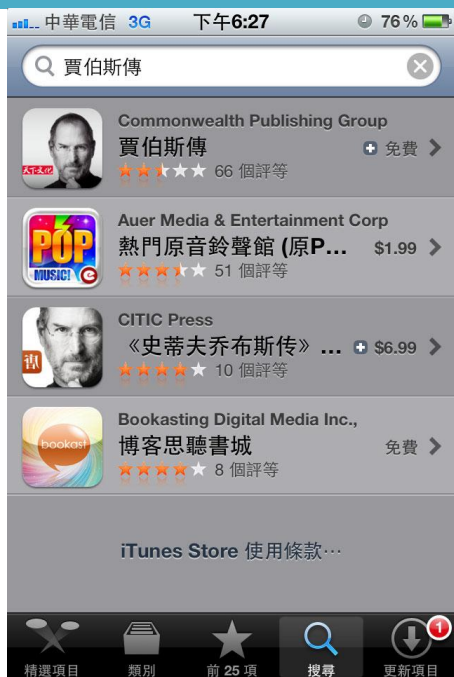 中華電信 3G 下午6:27 76%
賈伯斯傳
Commonwealth Publishing Group
賈伯斯傳 免費
天下文化
66 個評等
Auer Media & Entertainment Corp
熱門原音鈴聲館 (原P... $1.99
POP
MUSIC!
51 個評等
CITIC Press
《史蒂夫乔布斯传》 ... $6.99
10 個評等
Bookasting Digital Media Inc.,
博客思聽書城 免費
bookast
8 個評等
iTunes Store 使用條款⋯
1
精選項目 類別 前 25 項 搜尋 更新項目